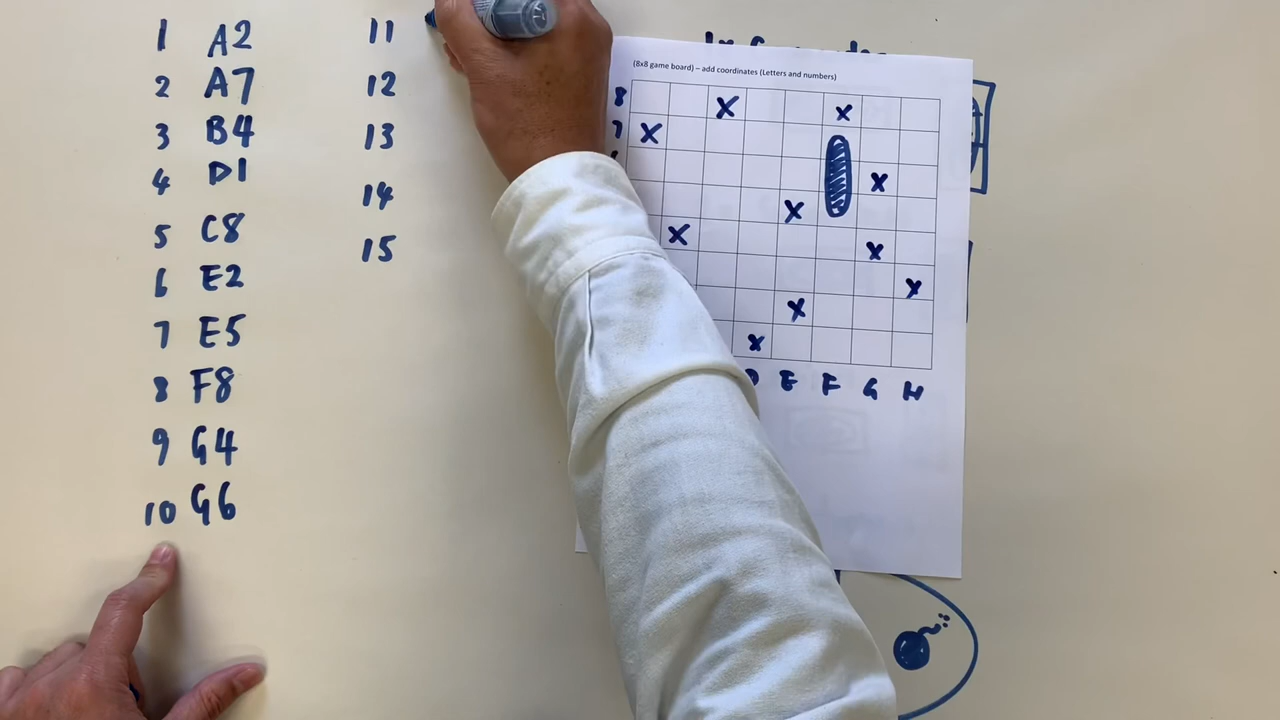 1 A2
2 A7
3 B4
4 D1
5 C8
6 E2
7 E5
8 F8
9 G4
10 G6
11
12
13
14
15
(8x8 game board) – add coordinates (Letters and numbers)
8 X X
7 X
X
X
X X
X
X
X
E F G H